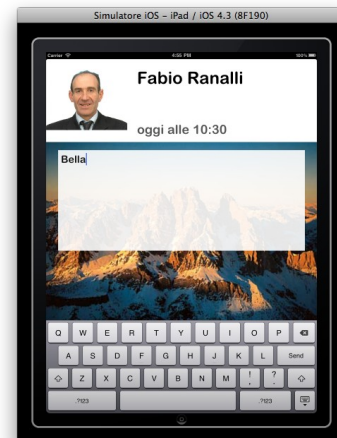 Simulatore iOS - iPad / iOS 4.3 (8F190)
Carrier 4:55 PM 100%
Fabio Ranalli
oggi alle 10:30
Bella
Q W E R T Y U I O P
A S D F G H J K L Send
Z X C V B N M ! , ? .
.?123 .?123